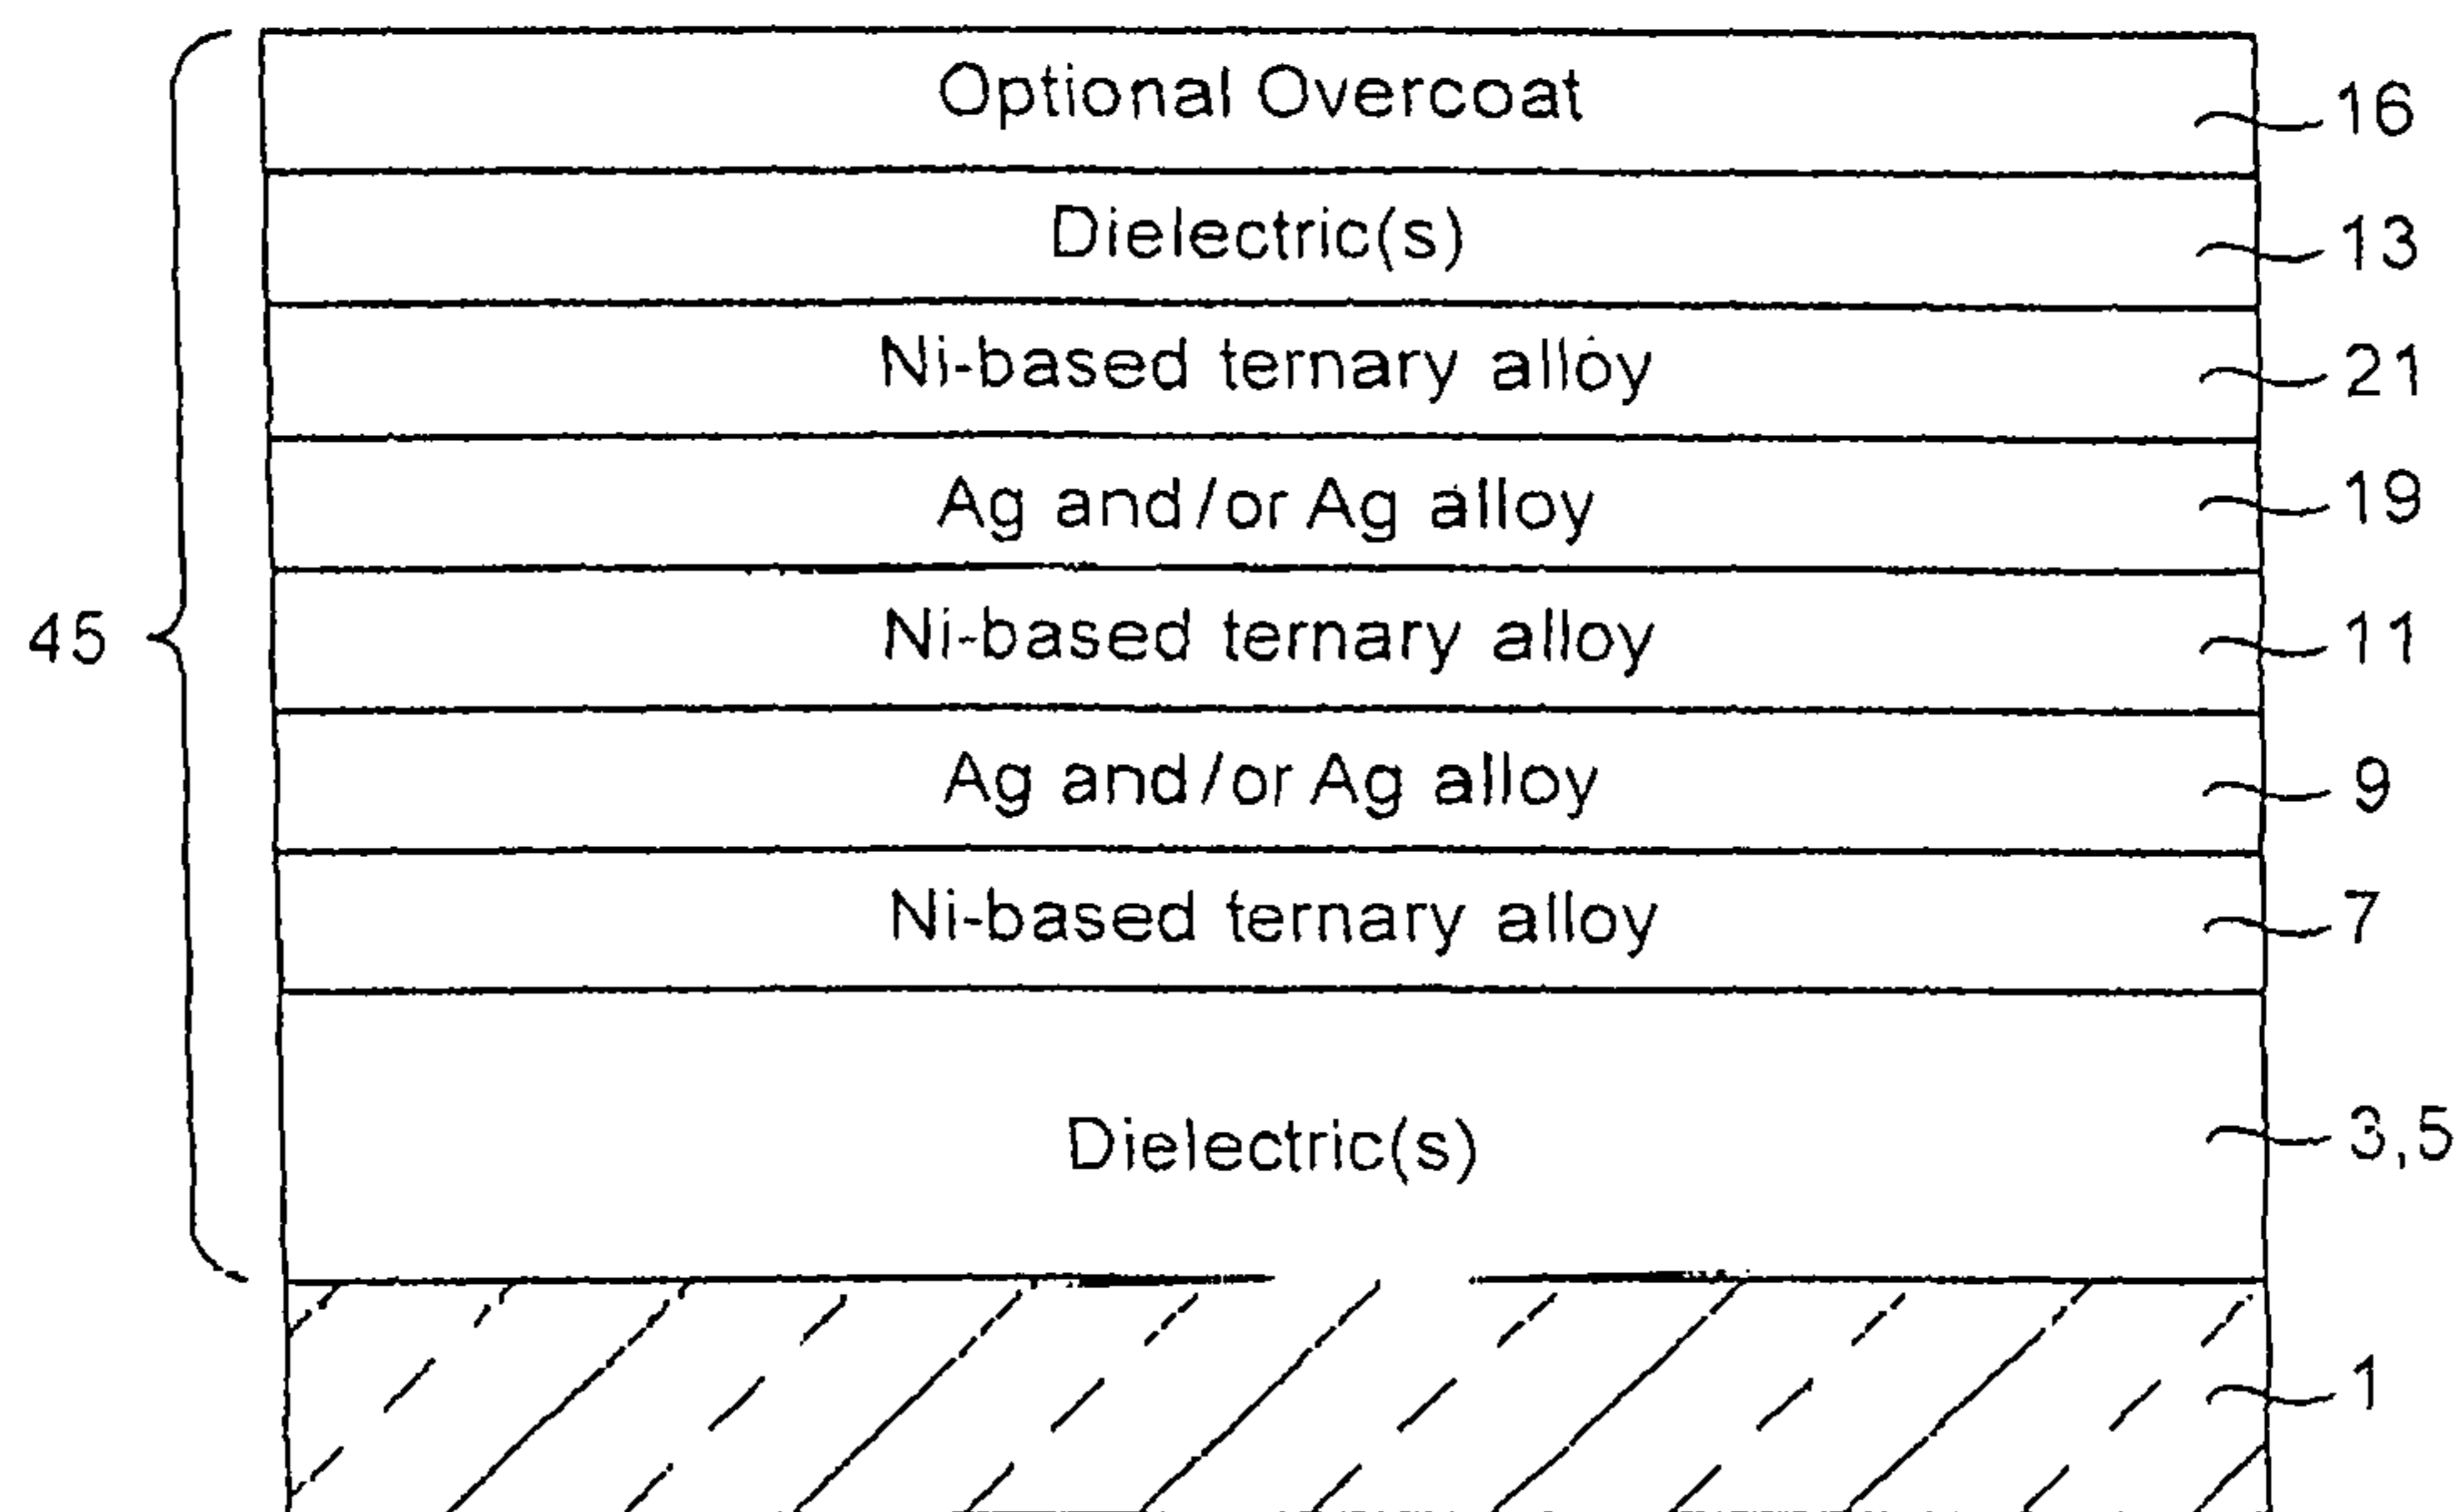 Optional Overcoat 16
Dielectric(s) 13
Ni-based ternary alloy 21
Ag and/or Ag alloy 19
45
Ni-based ternary alloy 11
Ag and/or Ag alloy 9
Ni-based ternary alloy 7
Dielectric(s) 3,5
1